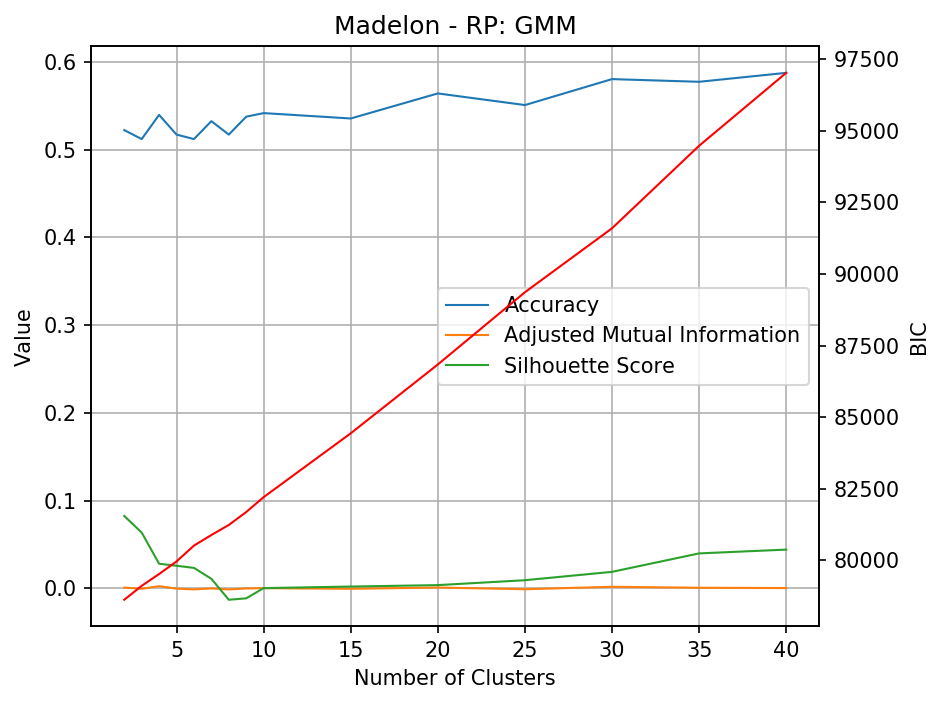 Madelon - RP: GMM
0.6
0.5
0.4
0.3
0.2
0.1
0.0
Value
97500
95000
92500
90000
87500
85000
82500
80000
BIC
Accuracy
Adjusted Mutual Information
Silhouette Score
5 10 15 20 25 30 35 40
Number of Clusters